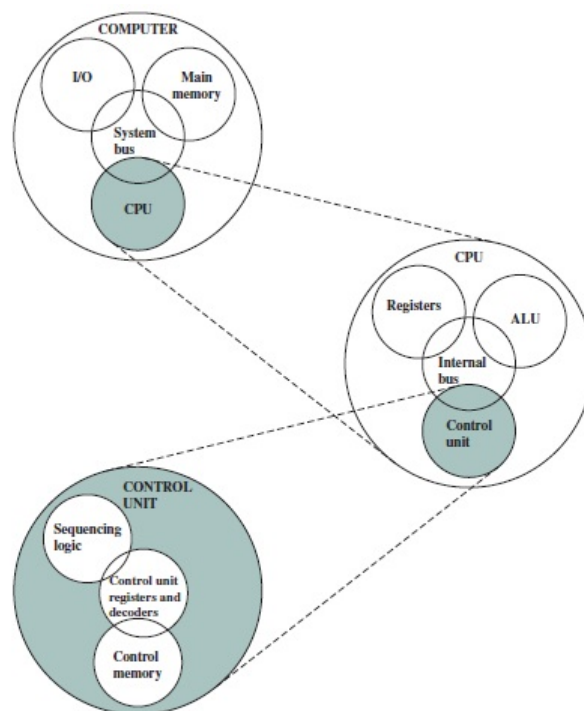 COMPUTER
I/O
Main
memory
System
bus
CPU
CPU
Registers
ALU
Internal
bus
Control
unit
CONTROL
UNIT
Sequencing
logic
Control unit
registers and
decoders
Control
memory